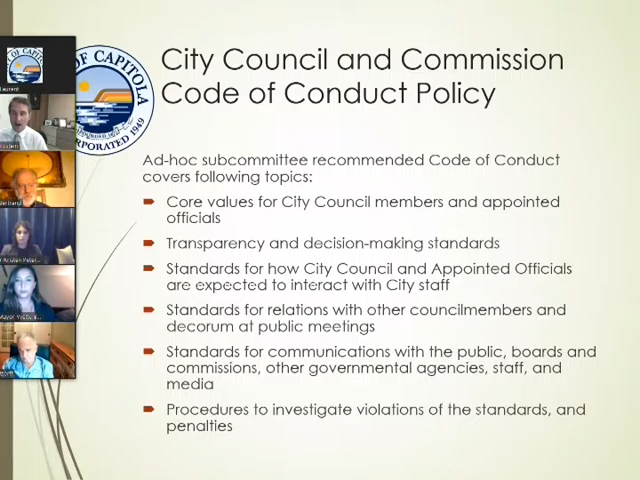 City Council and Commission
Code of Conduct Policy
Ad-hoc subcommittee recommended Code of Conduct
covers following topics:
Core values for City Council members and appointed
officials
Transparency and decision-making standards
Standards for how City Council and Appointed Officials
are expected to interact with City staff
Standards for relations with other councilmembers and
decorum at public meetings
Standards for communications with the public, boards and
commissions, other governmental agencies, staff, and
media
Procedures to investigate violations of the standards, and
penalties
OF CAPITOLA
1949